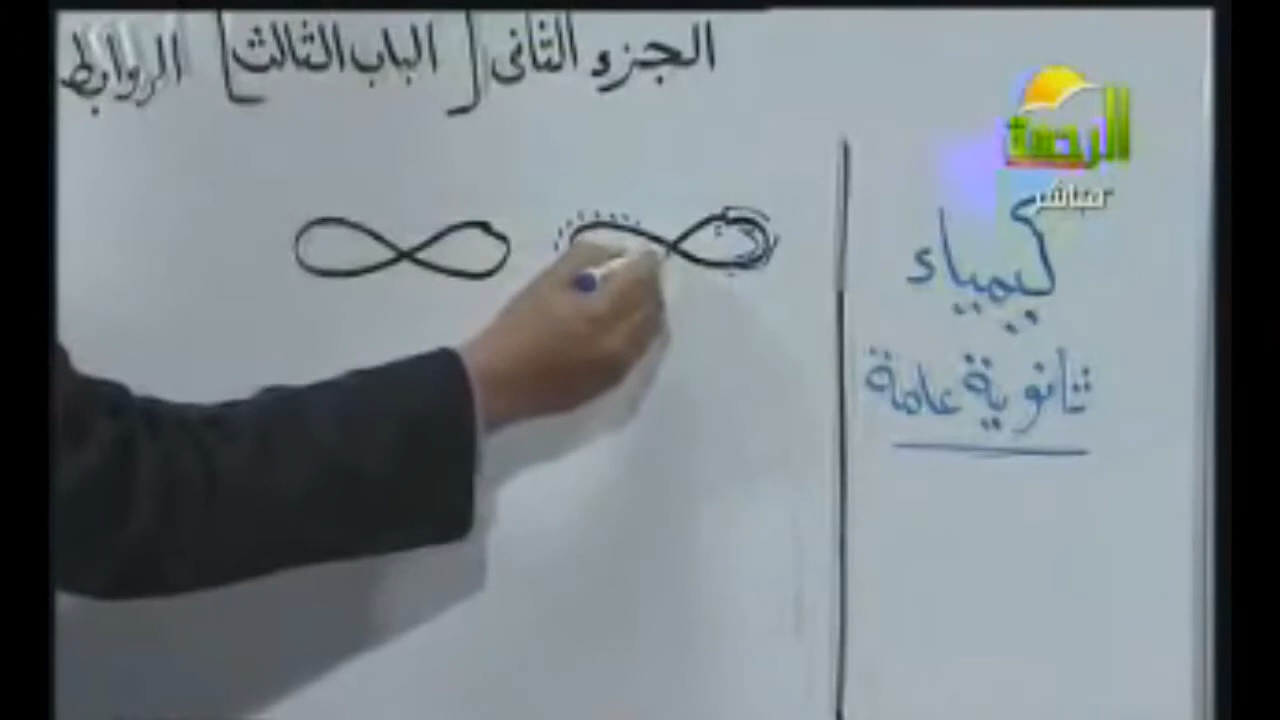 الجزء الثانى [الباب الثالث] الروابط
الرحمة
مباشر
كيمياء
ثانوية عامة